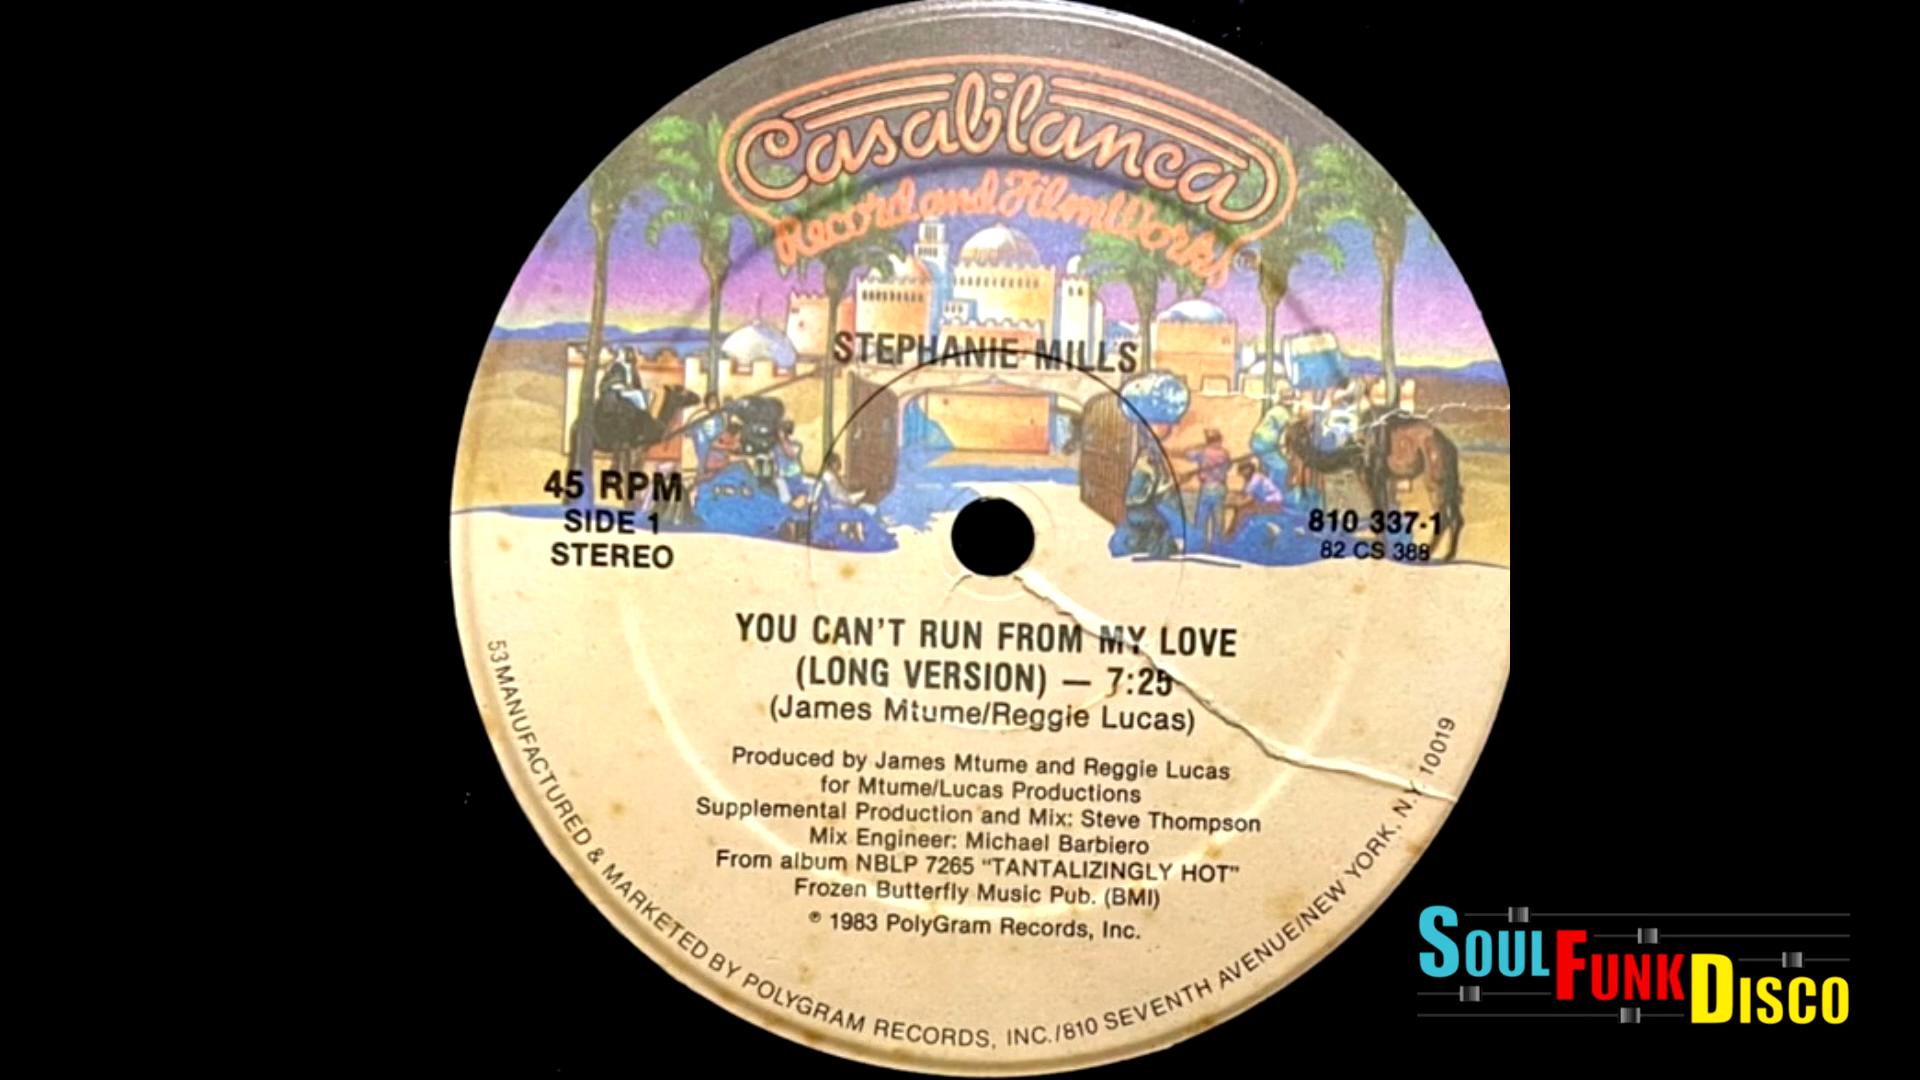 Casablanca
Record and FilmWorks
STEPHANIE MILLS
45 RPM
SIDE 1
STEREO
810 337-1
82 CS 388
YOU CAN'T RUN FROM MY LOVE
(LONG VERSION) — 7:25
(James Mtume/Reggie Lucas)
Produced by James Mtume and Reggie Lucas
for Mtume/Lucas Productions
Supplemental Production and Mix: Steve Thompson
Mix Engineer: Michael Barbiero
From album NBLP 7265 "TANTALIZINGLY HOT"
Frozen Butterfly Music Pub. (BMI)
℗ 1983 PolyGram Records, Inc.
53 MANUFACTURED & MARKETED BY POLYGRAM RECORDS, INC./810 SEVENTH AVENUE/NEW YORK, N.Y. 10019
SOUL FUNK DISCO